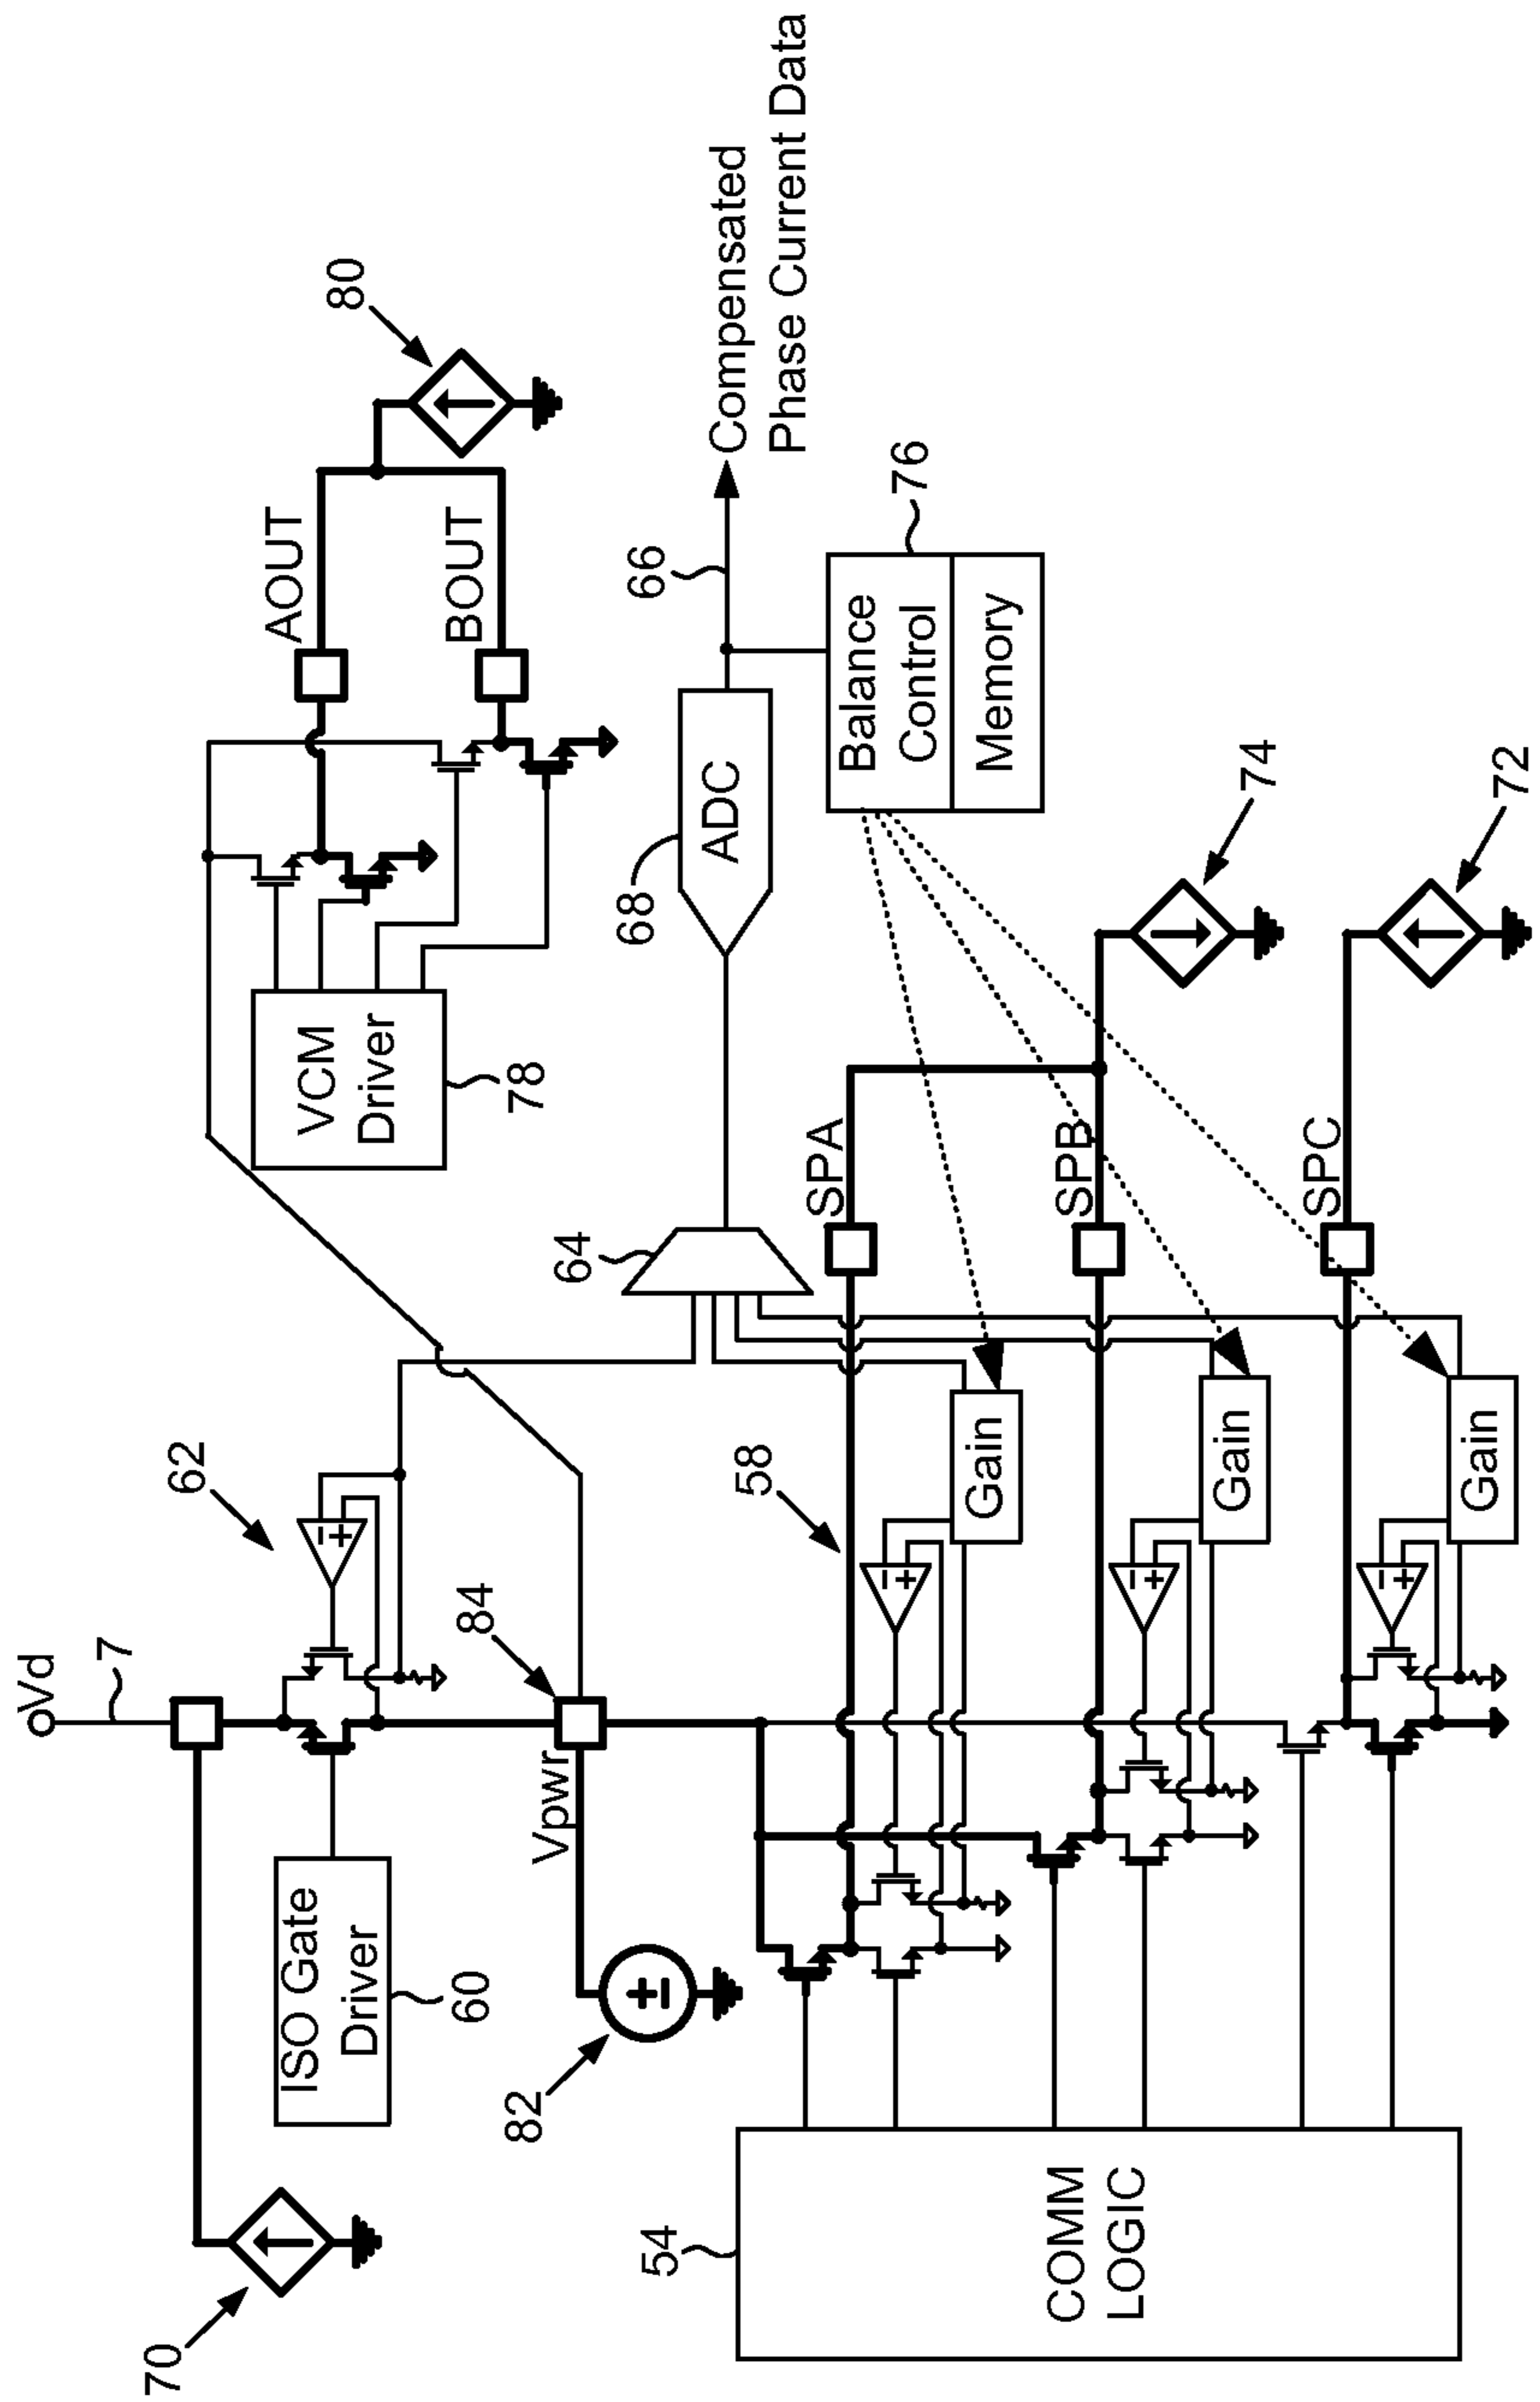 Vd
7
62
80
AOUT
BOUT
VCM
Driver
78
Compensated
Phase Current Data
66
ADC
68
64
84
Vpwr
ISO Gate
Driver
60
70
82
76
Balance
Control
Memory
58
SPA
SPB
SPC
74
72
Gain
Gain
Gain
−
+
−
+
−
+
−
+
+
−
54
COMM
LOGIC